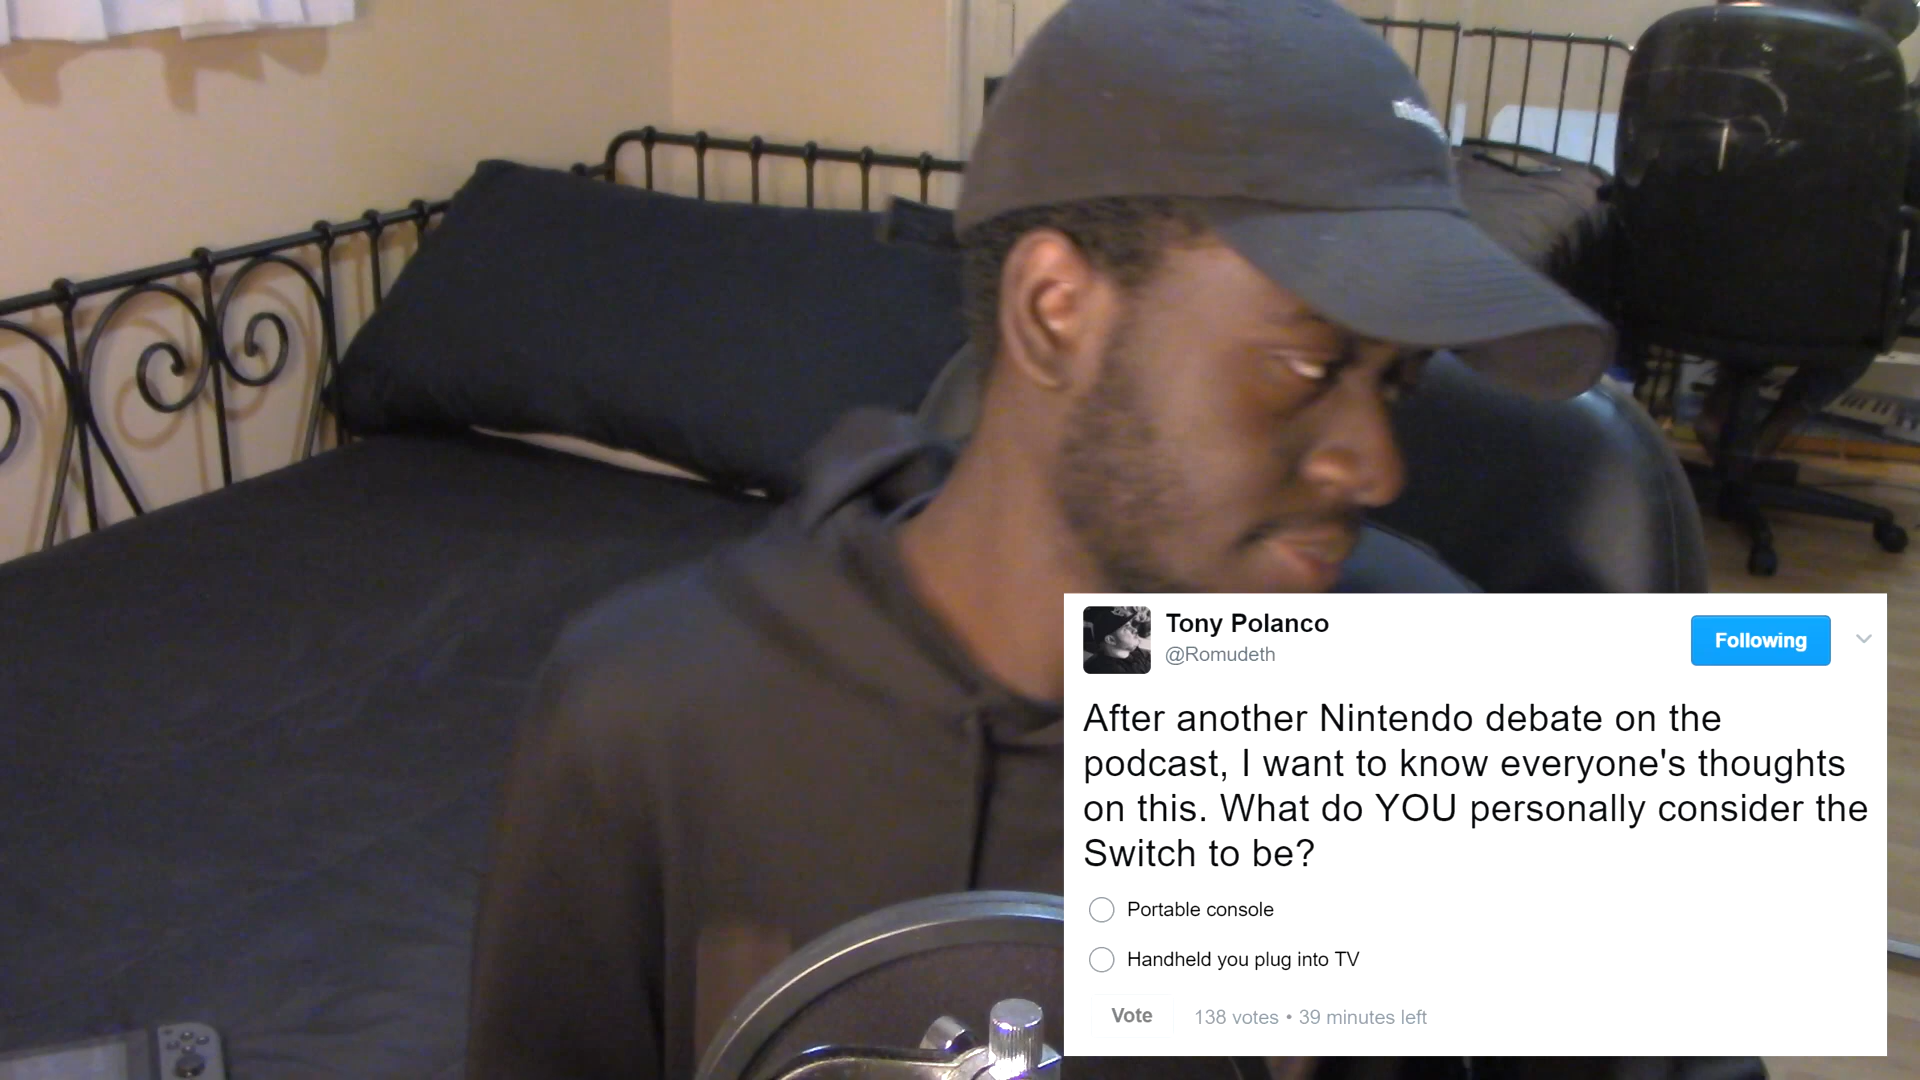 Tony Polanco
@Romudeth
Following
After another Nintendo debate on the
podcast, I want to know everyone's thoughts
on this. What do YOU personally consider the
Switch to be?
Portable console
Handheld you plug into TV
Vote
138 votes • 39 minutes left